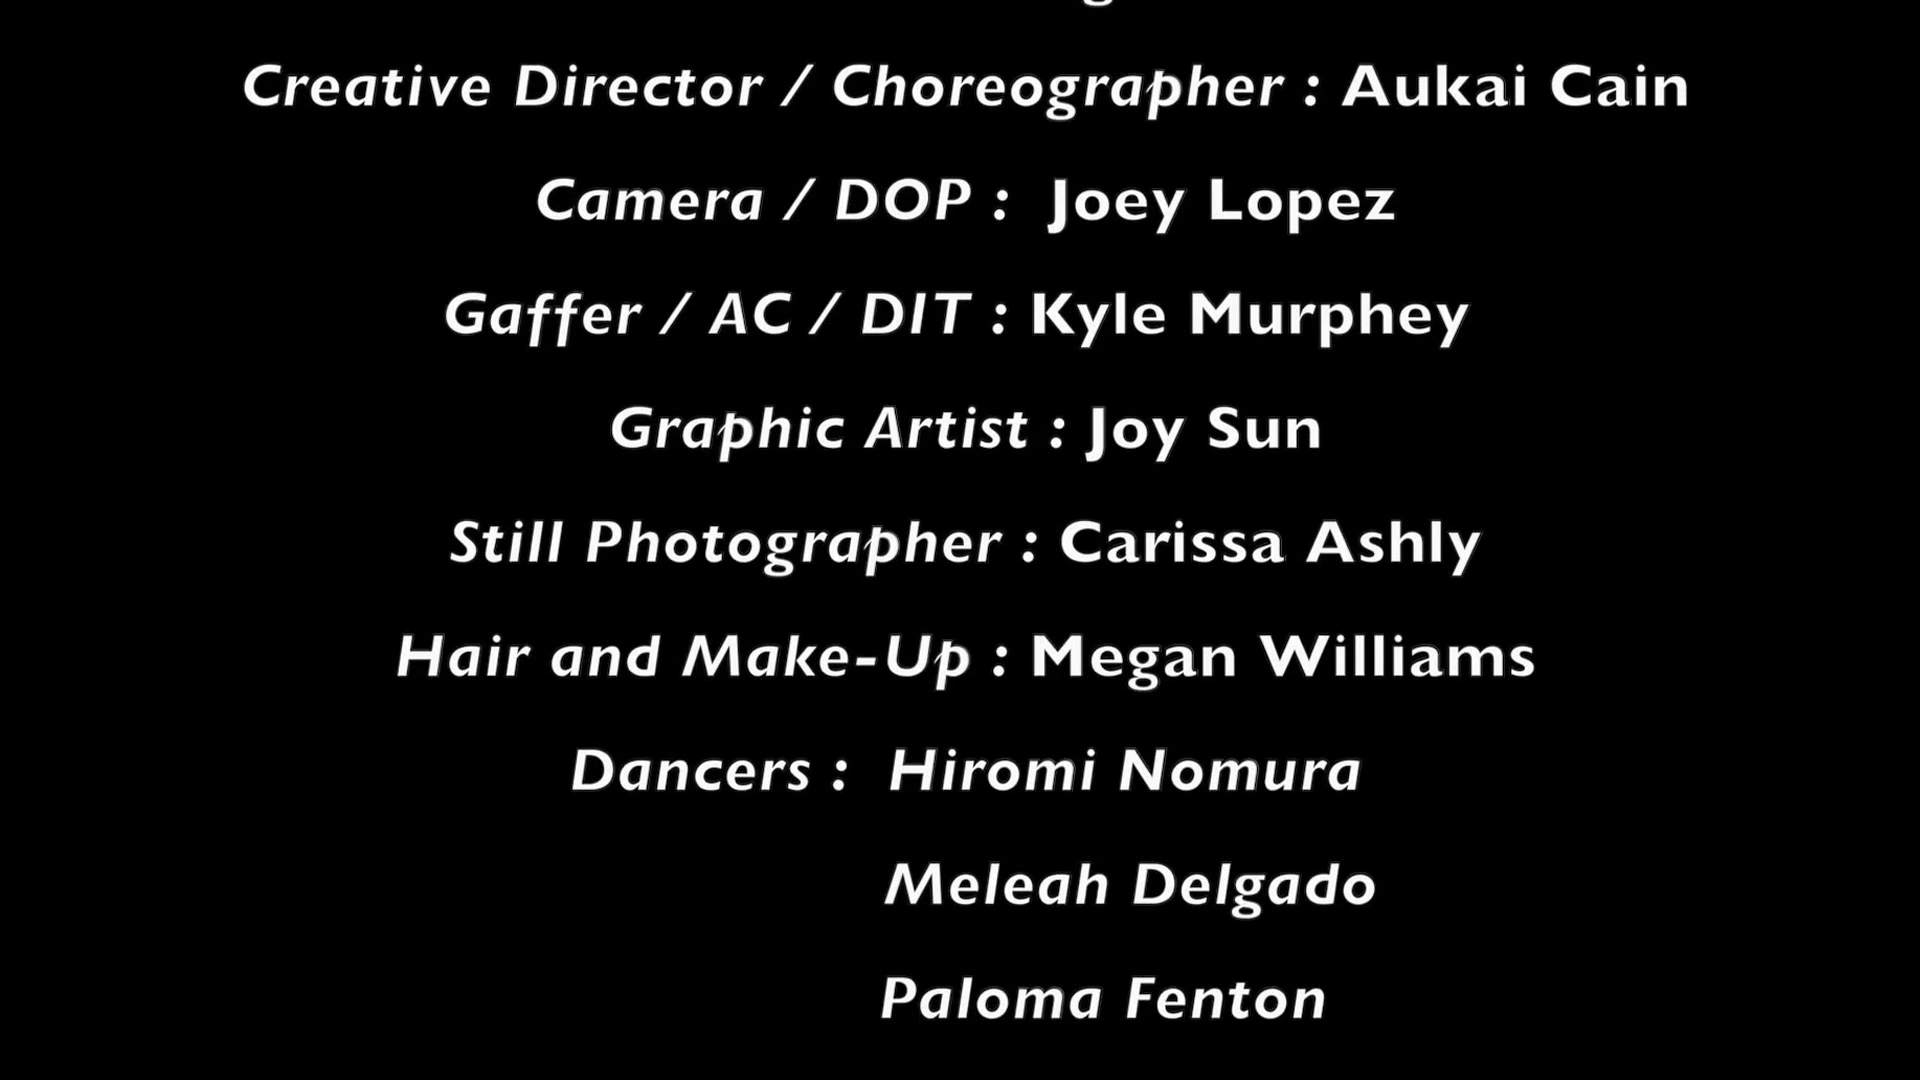 Creative Director / Choreographer : Aukai Cain
Camera / DOP : Joey Lopez
Gaffer / AC / DIT : Kyle Murphey
Graphic Artist : Joy Sun
Still Photographer : Carissa Ashly
Hair and Make-Up : Megan Williams
Dancers : Hiromi Nomura
Meleah Delgado
Paloma Fenton